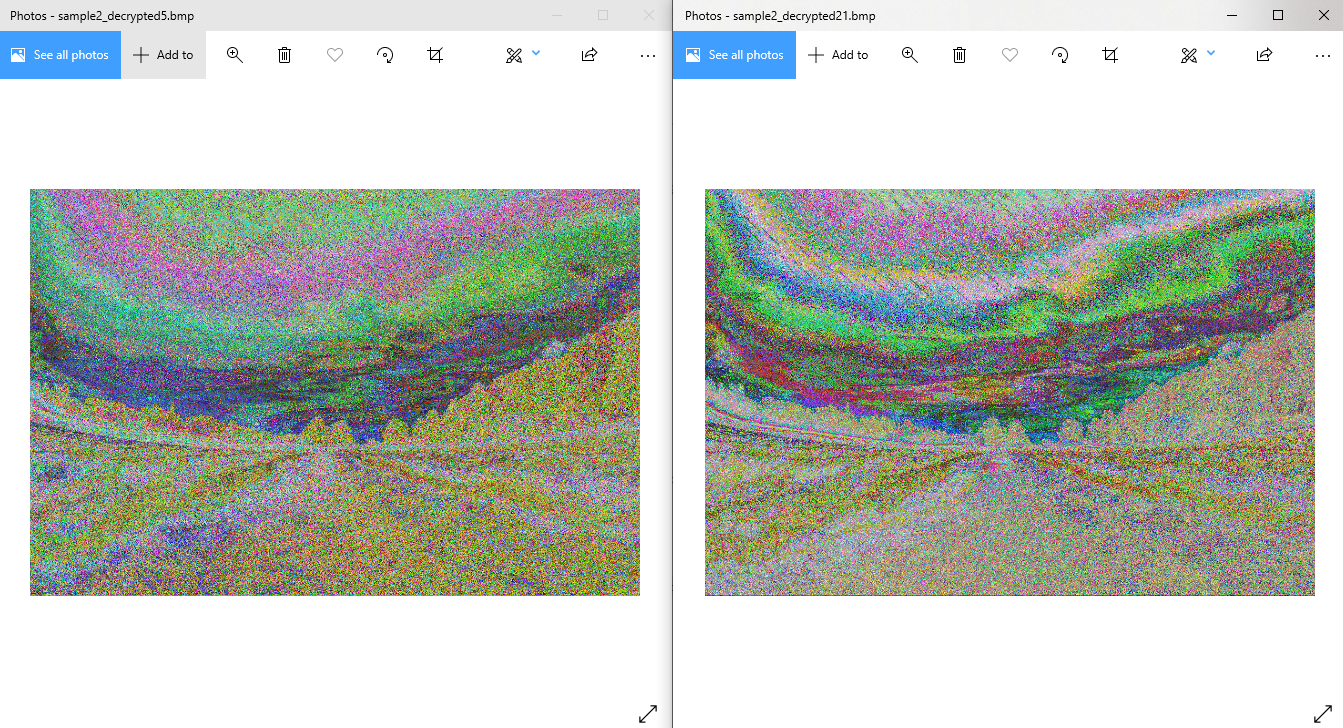 Photos - sample2_decrypted5.bmp
See all photos
Add to
Photos - sample2_decrypted21.bmp
See all photos
Add to